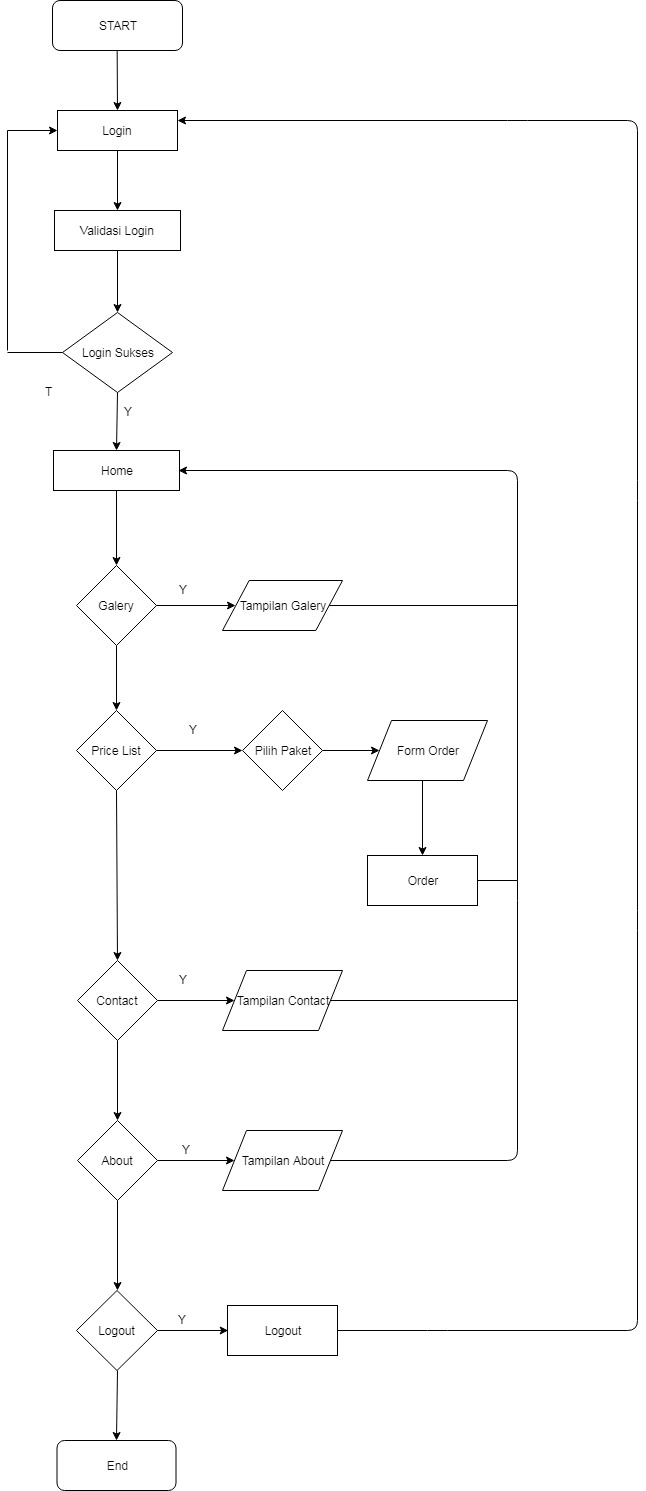 START
Login
Validasi Login
Login Sukses
T
Y
Home
Galery
Y
Tampilan Galery
Price List
Y
Pilih Paket
Form Order
Order
Contact
Y
Tampilan Contact
About
Y
Tampilan About
Logout
Y
Logout
End